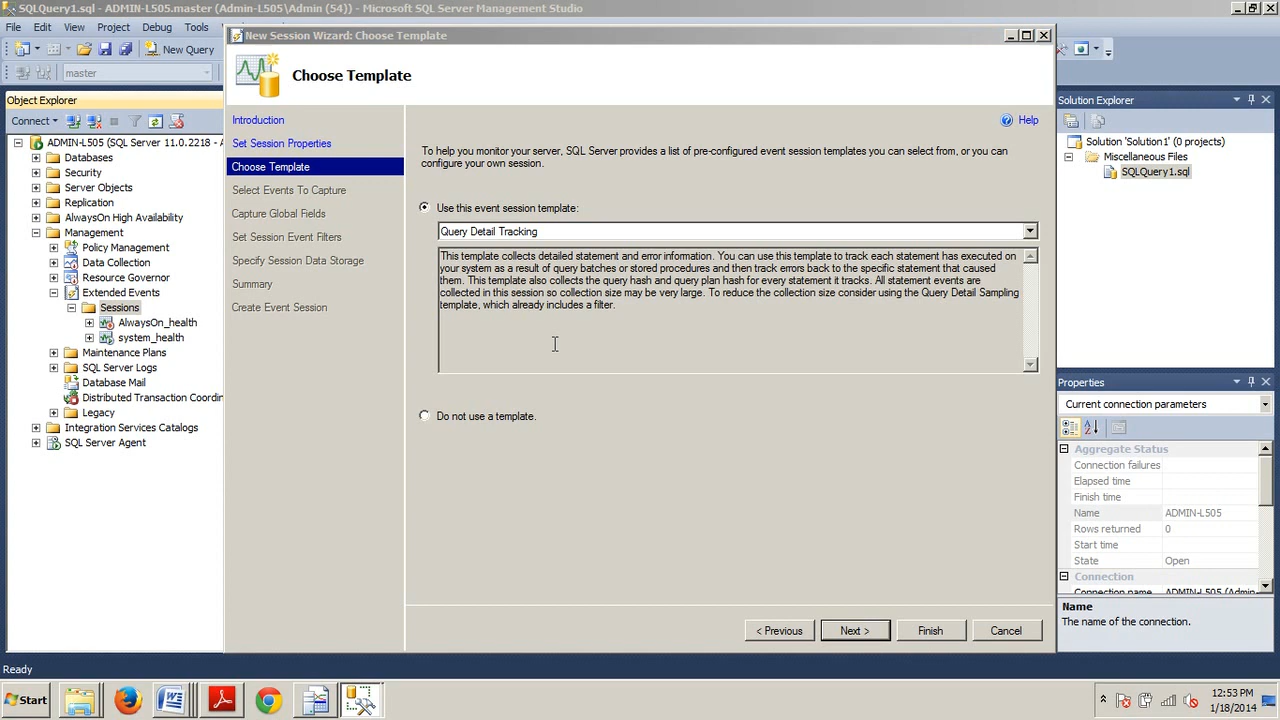 SQLQuery1.sql - ADMIN-L505.master (Admin-L505\Admin (54)) - Microsoft SQL Server Management Studio
File Edit View Project Debug Tools
New Query
master
Object Explorer
Connect
ADMIN-L505 (SQL Server 11.0.2218 - A
Databases
Security
Server Objects
Replication
AlwaysOn High Availability
Management
Policy Management
Data Collection
Resource Governor
Extended Events
Sessions
AlwaysOn_health
system_health
Maintenance Plans
SQL Server Logs
Database Mail
Distributed Transaction Coordin
Legacy
Integration Services Catalogs
SQL Server Agent
New Session Wizard: Choose Template
Choose Template
Introduction
Set Session Properties
Choose Template
Select Events To Capture
Capture Global Fields
Set Session Event Filters
Specify Session Data Storage
Summary
Create Event Session
Help
To help you monitor your server, SQL Server provides a list of pre-configured event session templates you can select from, or you can
configure your own session.
Use this event session template:
Query Detail Tracking
This template collects detailed statement and error information. You can use this template to track each statement has executed on
your system as a result of query batches or stored procedures and then track errors back to the specific statement that caused
them. This template also collects the query hash and query plan hash for every statement it tracks. All statement events are
collected in this session so collection size may be very large. To reduce the collection size consider using the Query Detail Sampling
template, which already includes a filter.
Do not use a template.
< Previous
Next >
Finish
Cancel
Solution Explorer
Solution 'Solution1' (0 projects)
Miscellaneous Files
SQLQuery1.sql
Properties
Current connection parameters
Aggregate Status
Connection failures
Elapsed time
Finish time
Name ADMIN-L505
Rows returned 0
Start time
State Open
Connection
Connection name ADMIN-L505 (Admin-
Name
The name of the connection.
Ready
Start
12:53 PM
1/18/2014